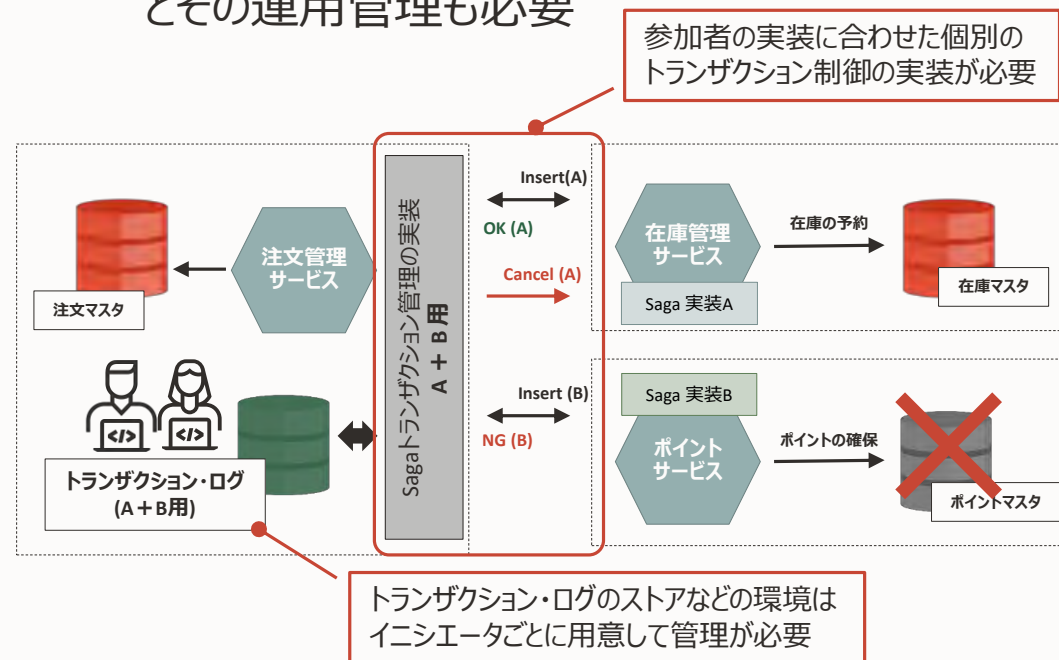 とその運用管理も必要
参加者の実装に合わせた個別の
トランザクション制御の実装が必要
注文マスタ
注文管理
サービス
Sagaトランザクション管理の実装
A + B用
Insert(A)
OK (A)
Cancel (A)
在庫管理
サービス
Saga 実装A
在庫の予約
在庫マスタ
</>
</>
トランザクション・ログ
(A+B用)
Insert (B)
NG (B)
Saga 実装B
ポイント
サービス
ポイントの確保
ポイントマスタ
トランザクション・ログのストアなどの環境は
イニシエータごとに用意して管理が必要